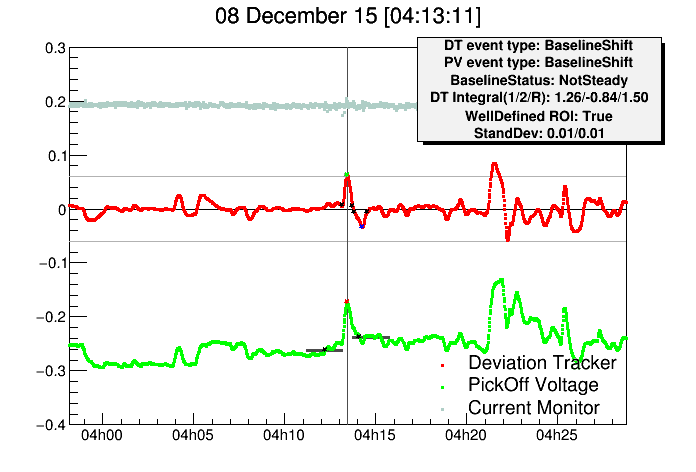 08 December 15 [04:13:11]
DT event type: BaselineShift
PV event type: BaselineShift
BaselineStatus: NotSteady
DT Integral(1/2/R): 1.26/-0.84/1.50
WellDefined ROI: True
StandDev: 0.01/0.01
0.3
0.2
0.1
0
−0.1
−0.2
−0.3
−0.4
Deviation Tracker
PickOff Voltage
Current Monitor
04h00 04h05 04h10 04h15 04h20 04h25